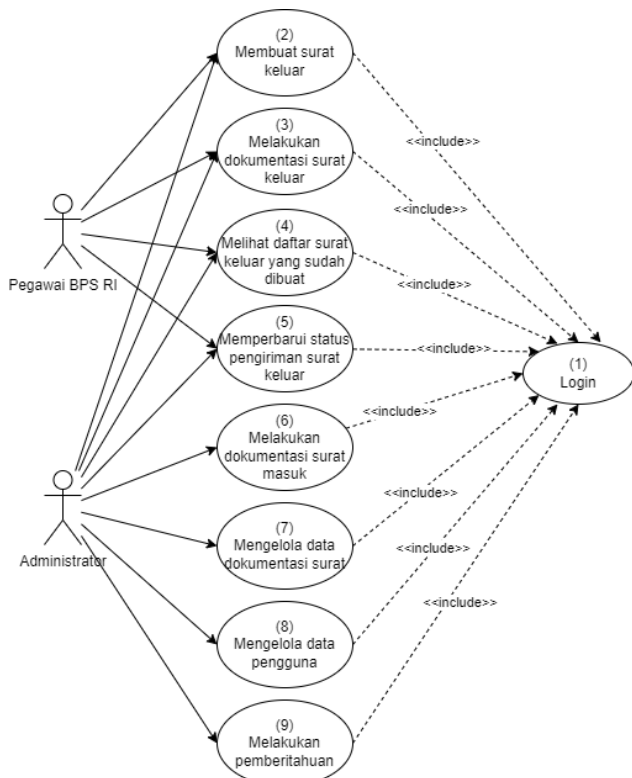 (2)
Membuat surat
keluar
(3)
Melakukan
dokumentasi surat
keluar
(4)
Melihat daftar surat
keluar yang sudah
dibuat
(5)
Memperbarui status
pengiriman surat
keluar
(6)
Melakukan
dokumentasi surat
masuk
(7)
Mengelola data
dokumentasi surat
(8)
Mengelola data
pengguna
(9)
Melakukan
pemberitahuan
Pegawai BPS RI
Administrator
<<include>>
<<include>>
<<include>>
<<include>>
<<include>>
<<include>>
<<include>>
<<include>>
(1)
Login